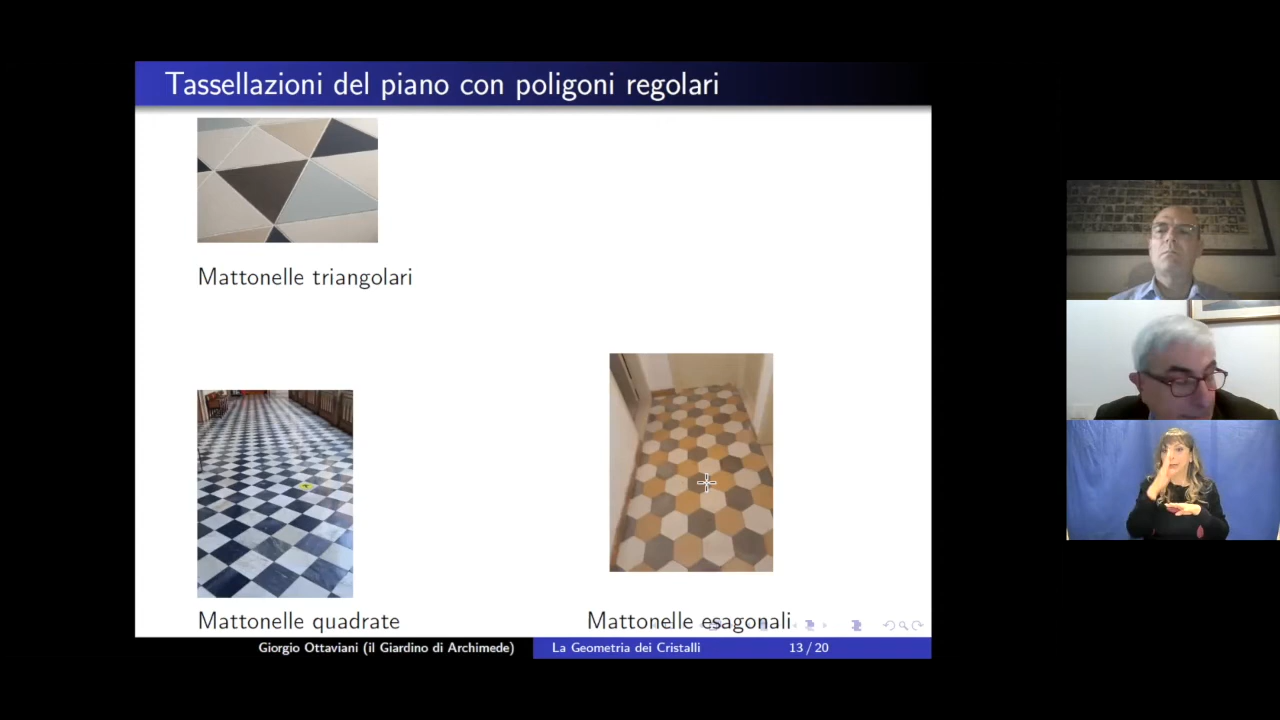 Tassellazioni del piano con poligoni regolari
Mattonelle triangolari
Mattonelle quadrate
Mattonelle esagonali
Giorgio Ottaviani (il Giardino di Archimede)
La Geometria dei Cristalli
13 / 20